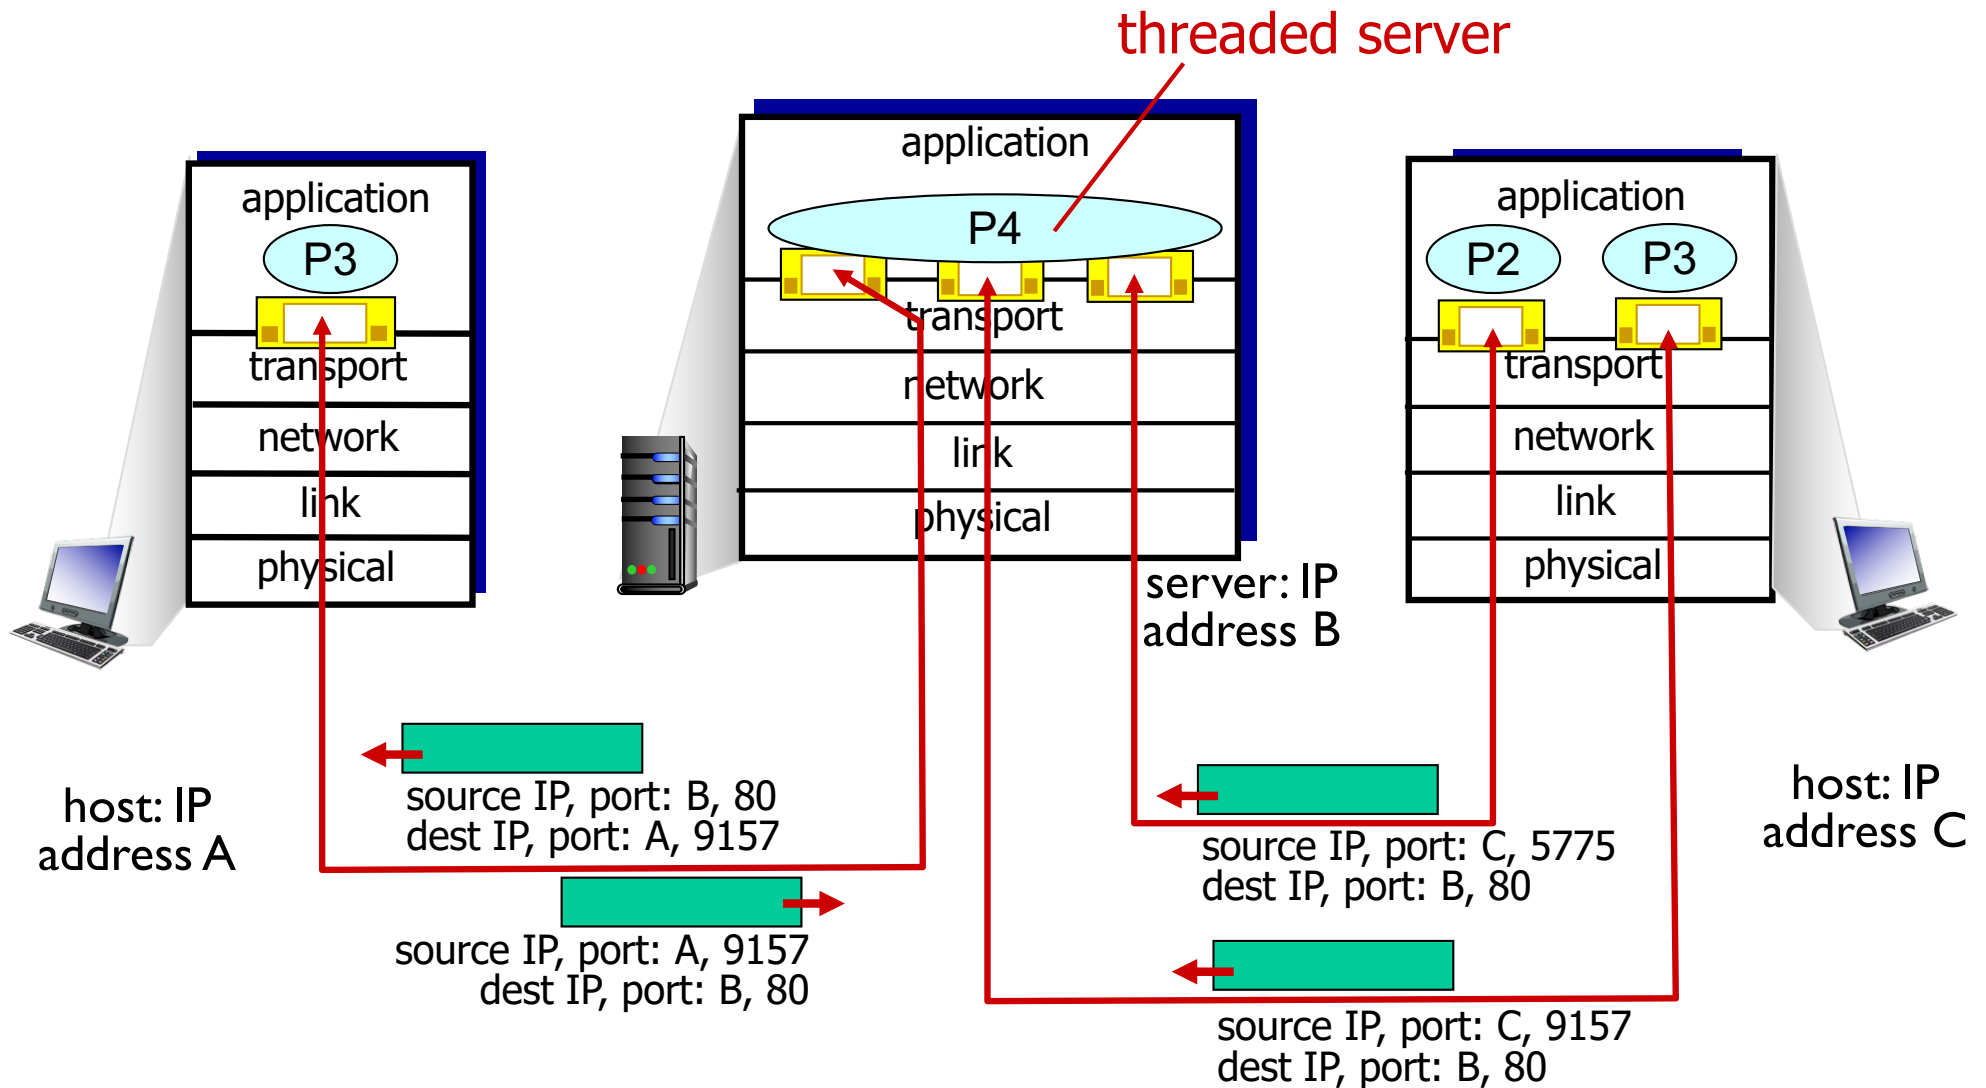 threaded server
application
P3
transport
network
link
physical
application
P4
transport
network
link
physical
application
P2
P3
transport
network
link
physical
server: IP
address B
host: IP
address A
source IP, port: B, 80
dest IP, port: A, 9157
source IP, port: A, 9157
dest IP, port: B, 80
source IP, port: C, 5775
dest IP, port: B, 80
source IP, port: C, 9157
dest IP, port: B, 80
host: IP
address C